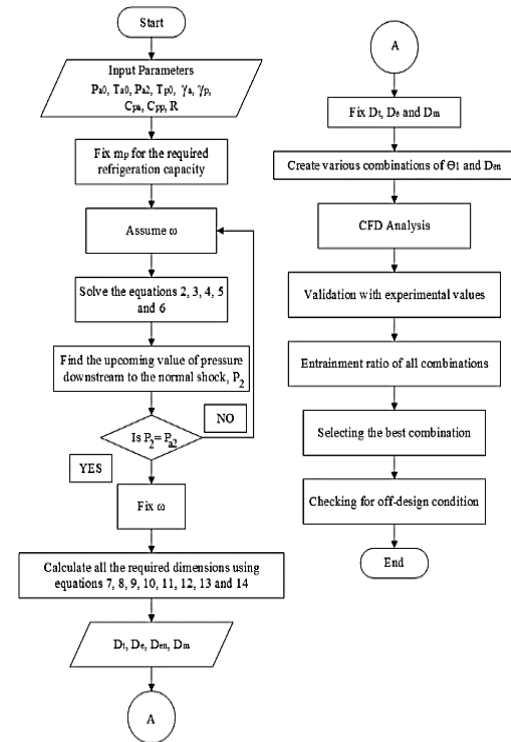 Start
Input Parameters
Pa0, Ta0, Pa2, Tp0, γa, γp,
Cpa, Cpp, R
Fix mp for the required
refrigeration capacity
Assume ω
Solve the equations 2, 3, 4, 5
and 6
Find the upcoming value of pressure
downstream to the normal shock, P2
NO
Is P2= Pa2
YES
Fix ω
Calculate all the required dimensions using
equations 7, 8, 9, 10, 11, 12, 13 and 14
Dt, De, Den, Dm
A
A
Fix Dt, De and Dm
Create various combinations of Θ1 and Den
CFD Analysis
Validation with experimental values
Entrainment ratio of all combinations
Selecting the best combination
Checking for off-design condition
End